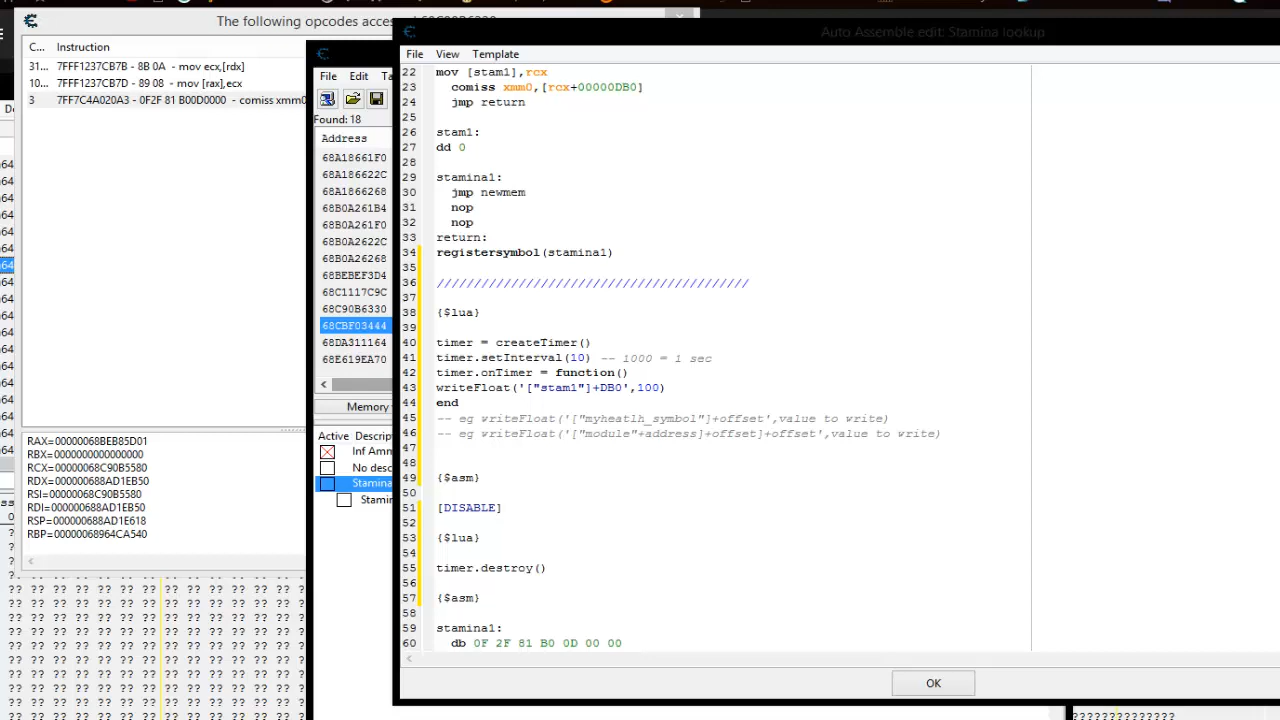 The following opcodes acces
C... Instruction
31... 7FFF1237CB7B - 8B 0A - mov ecx,[rdx]
10... 7FFF1237CB7D - 89 08 - mov [rax],ecx
3 7FF7C4A020A3 - 0F2F 81 B00D0000 - comiss xmm0
RAX=00000068BEB85D01
RBX=0000000000000000
RCX=00000068C90B5580
RDX=000000688AD1EB50
RSI=00000068C90B5580
RDI=000000688AD1EB50
RSP=000000688AD1E618
RBP=00000068964CA540
File Edit Ta
Found: 18
Address
68A18661F0
68A186622C
68A1866268
68B0A261B4
68B0A261F0
68B0A2622C
68B0A26268
68BEBEF3D4
68C1117C9C
68C90B6330
68CBF03444
68DA311164
68E619EA70
Memory
Active Descrip
Inf Amm
No desc
Stamina
Stamin
Auto Assemble edit: Stamina lookup
File View Template
22 mov [stam1],rcx
23 comiss xmm0,[rcx+00000DB0]
24 jmp return
25
26 stam1:
27 dd 0
28
29 stamina1:
30 jmp newmem
31 nop
32 nop
33 return:
34 registersymbol(stamina1)
35
36 //////////////////////////////////////////
37
38 {$lua}
39
40 timer = createTimer()
41 timer.setInterval(10) -- 1000 = 1 sec
42 timer.onTimer = function()
43 writeFloat('["stam1"]+DB0',100)
44 end
45 -- eg writeFloat('["myheatlh_symbol"]+offset',value to write)
46 -- eg writeFloat('["module"+address]+offset]+offset',value to write)
47
48
49 {$asm}
50
51 [DISABLE]
52
53 {$lua}
54
55 timer.destroy()
56
57 {$asm}
58
59 stamina1:
60 db 0F 2F 81 B0 0D 00 00
OK